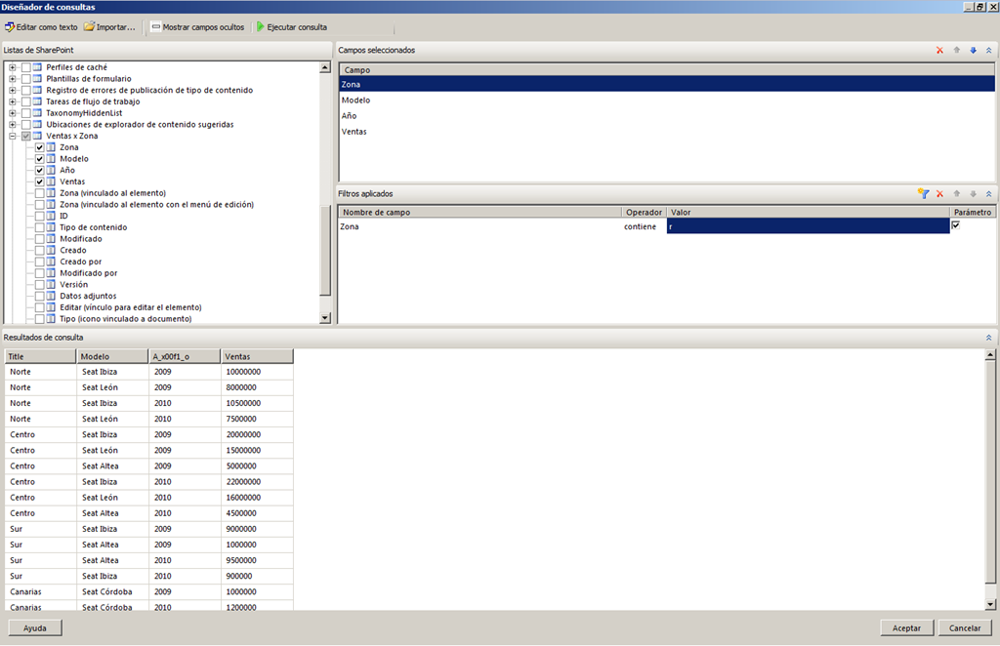 Diseñador de consultas
Editar como texto Importar... Mostrar campos ocultos Ejecutar consulta
Listas de SharePoint
Perfiles de caché
Plantillas de formulario
Registro de errores de publicación de tipo de contenido
Tareas de flujo de trabajo
TaxonomyHiddenList
Ubicaciones de explorador de contenido sugeridas
Ventas x Zona
Zona
Modelo
Año
Ventas
Zona (vinculado al elemento)
Zona (vinculado al elemento con el menú de edición)
ID
Tipo de contenido
Modificado
Creado
Creado por
Modificado por
Versión
Datos adjuntos
Editar (vínculo para editar el elemento)
Tipo (icono vinculado a documento)
Campos seleccionados
Campo
Zona
Modelo
Año
Ventas
Filtros aplicados
Nombre de campo Operador Valor Parámetro
Zona contiene r
Resultados de consulta
Title Modelo A_x00f1_o Ventas
Norte Seat Ibiza 2009 10000000
Norte Seat León 2009 8000000
Norte Seat Ibiza 2010 10500000
Norte Seat León 2010 7500000
Centro Seat Ibiza 2009 20000000
Centro Seat León 2009 15000000
Centro Seat Altea 2009 5000000
Centro Seat Ibiza 2010 22000000
Centro Seat León 2010 16000000
Centro Seat Altea 2010 4500000
Sur Seat Ibiza 2009 9000000
Sur Seat Altea 2009 1000000
Sur Seat Altea 2010 9500000
Sur Seat Ibiza 2010 900000
Canarias Seat Córdoba 2009 1000000
Canarias Seat Córdoba 2010 1200000
Ayuda Aceptar Cancelar